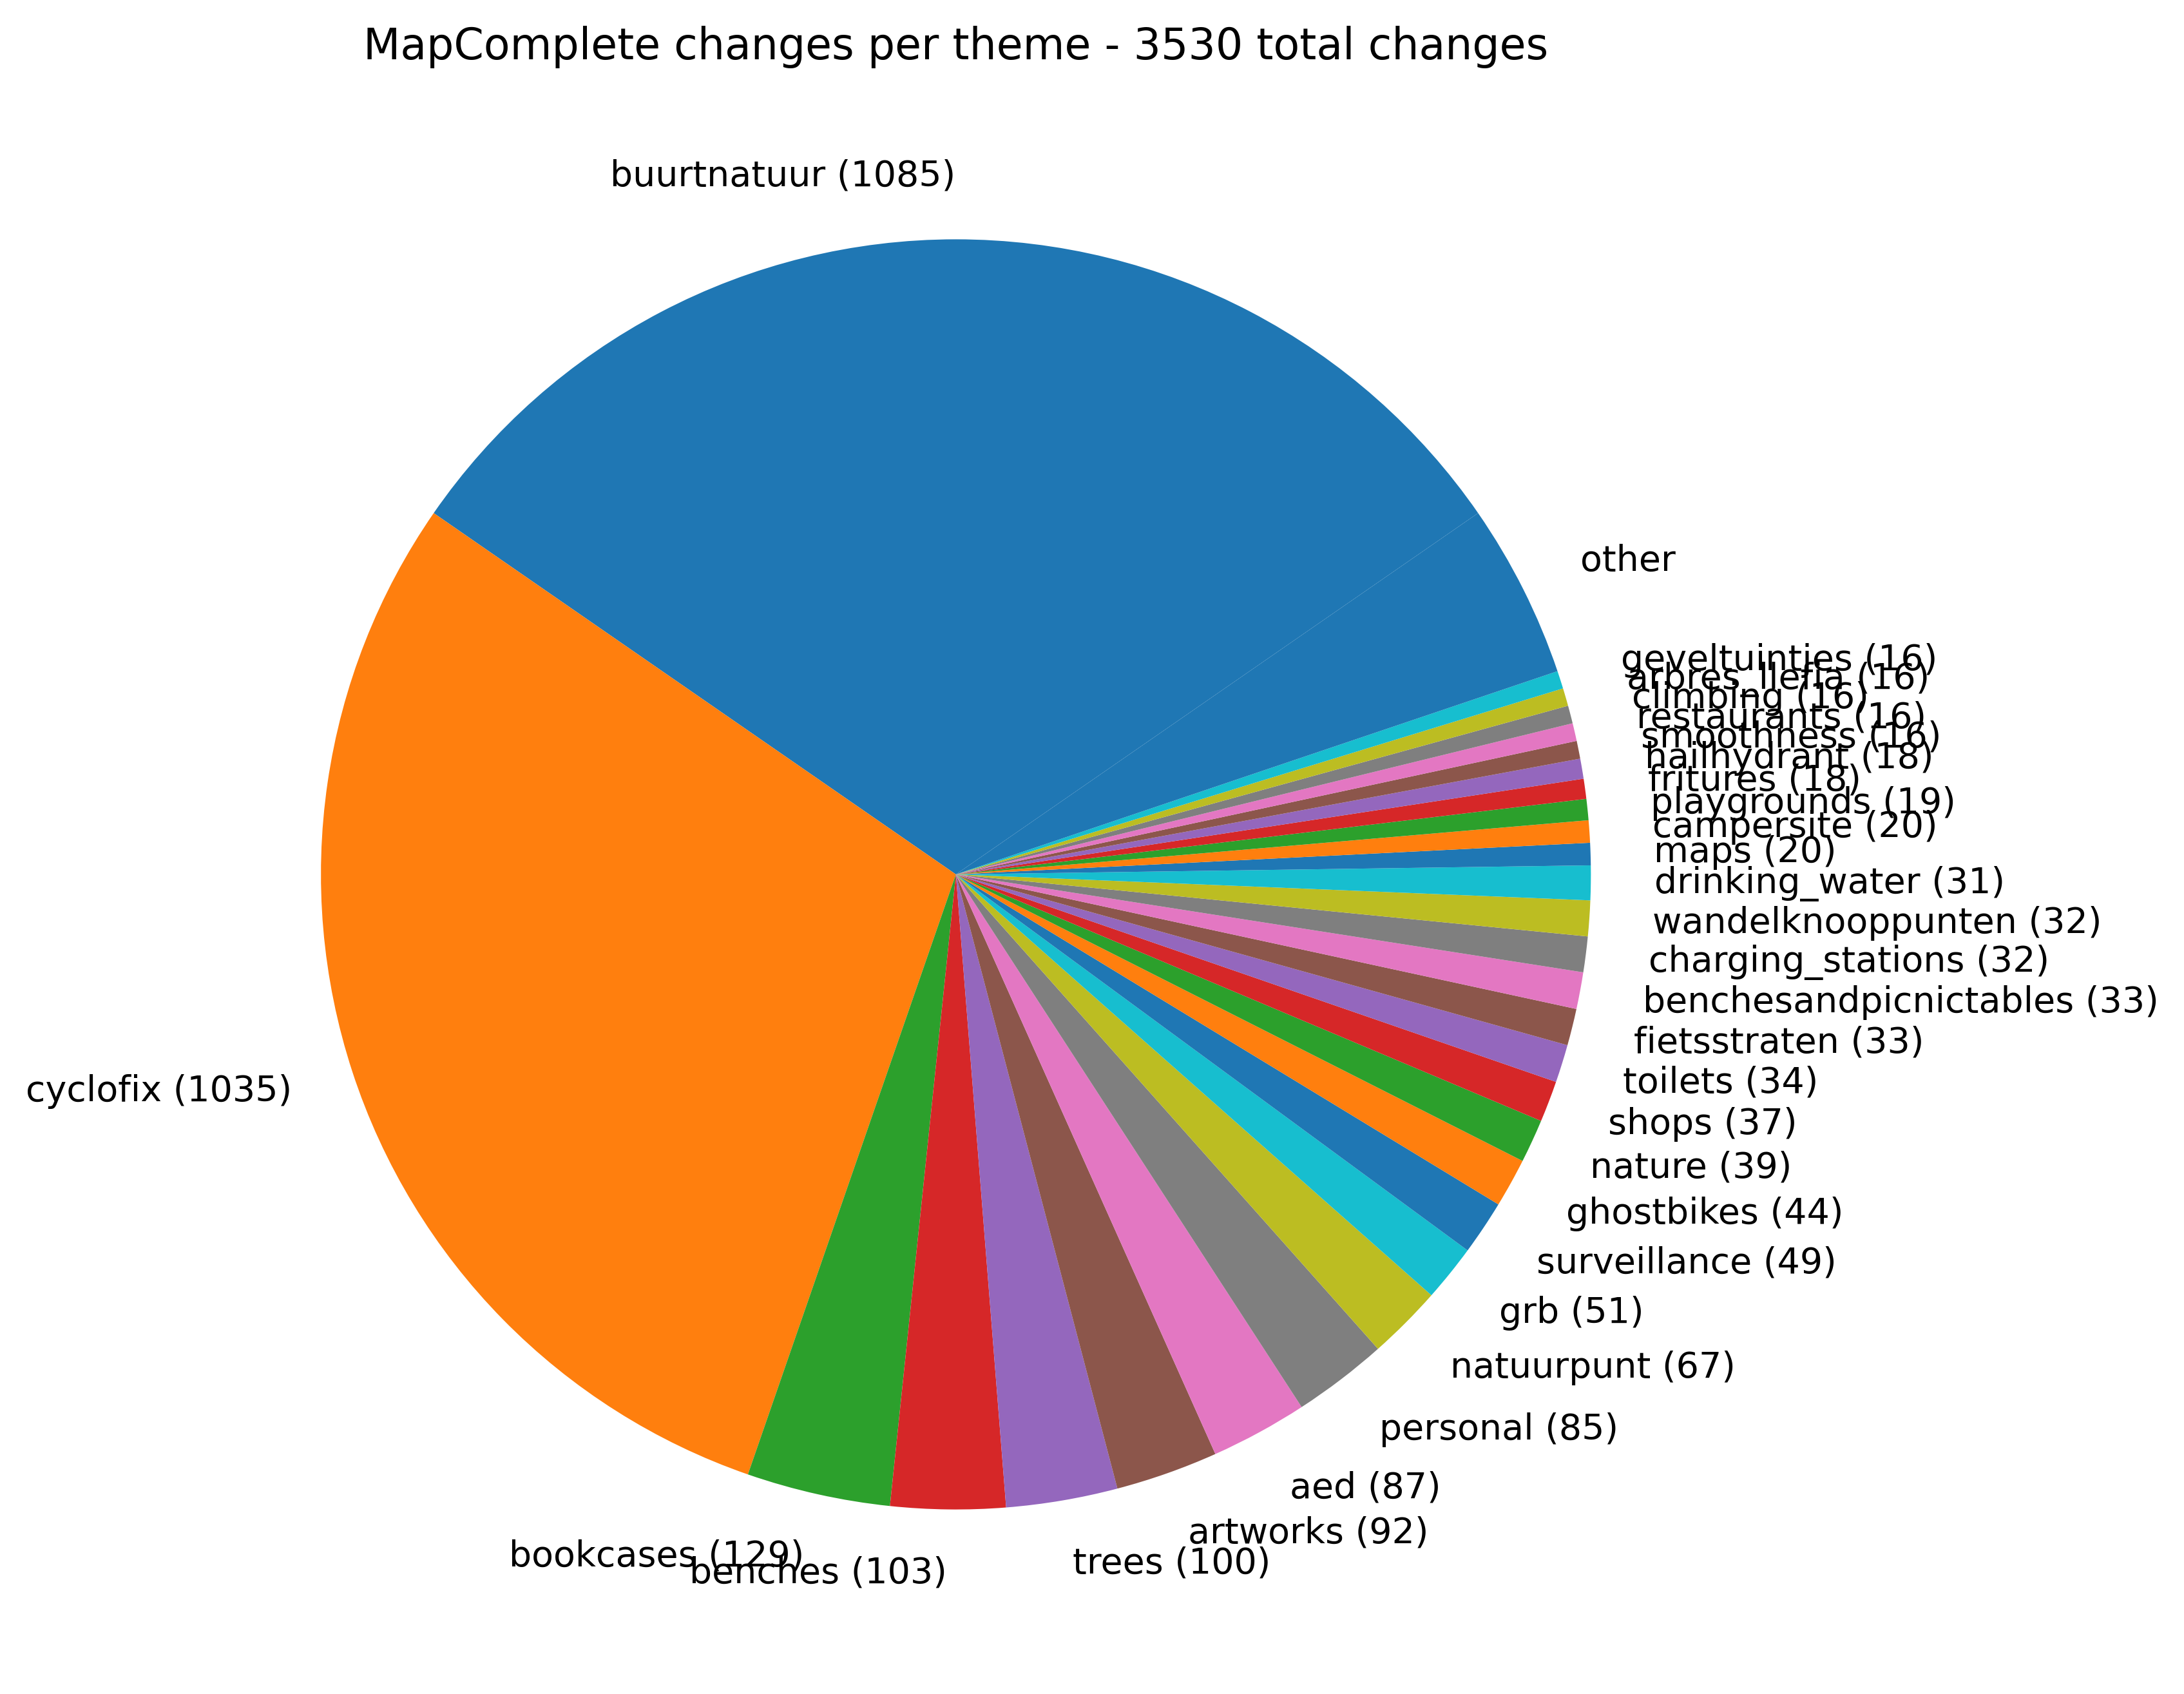 MapComplete changes per theme - 3530 total changes
buurtnatuur (1085)
other
geveltuintjes (16)
arbres_llefia (16)
climbing (16)
restaurants (16)
smoothness (16)
hailhydrant (18)
fritures (18)
playgrounds (19)
campersite (20)
maps (20)
drinking_water (31)
wandelknooppunten (32)
charging_stations (32)
benchesandpicnictables (33)
fietsstraten (33)
toilets (34)
shops (37)
nature (39)
ghostbikes (44)
surveillance (49)
grb (51)
natuurpunt (67)
personal (85)
aed (87)
artworks (92)
trees (100)
benches (103)
bookcases (129)
cyclofix (1035)